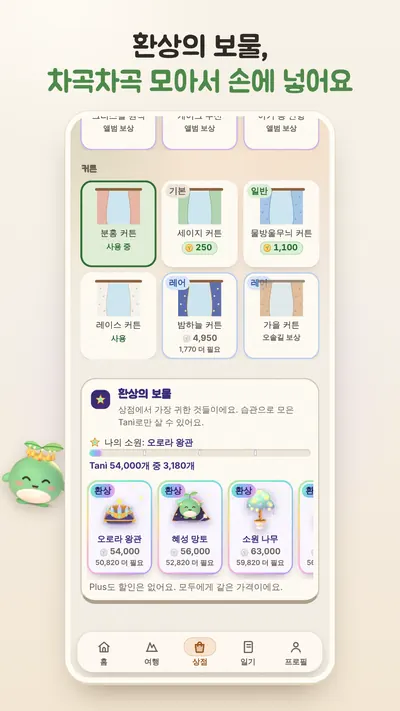 환상의 보물,
차곡차곡 모아서 손에 넣어요
앨범 보상
앨범 보상
앨범 보상
커튼
분홍 커튼
사용 중
기본
세이지 커튼
250
일반
물방울무늬 커튼
1,100
레이스 커튼
사용
레어
밤하늘 커튼
4,950
1,770 더 필요
레어
가을 커튼
오솔길 보상
환상의 보물
상점에서 가장 귀한 것들이에요. 습관으로 모은
Tani로만 살 수 있어요.
나의 소원: 오로라 왕관
Tani 54,000개 중 3,180개
환상
오로라 왕관
54,000
50,820 더 필요
환상
혜성 망토
56,000
52,820 더 필요
환상
소원 나무
63,000
59,820 더 필요
환
Plus도 할인은 없어요. 모두에게 같은 가격이에요.
홈
여행
상점
일기
프로필